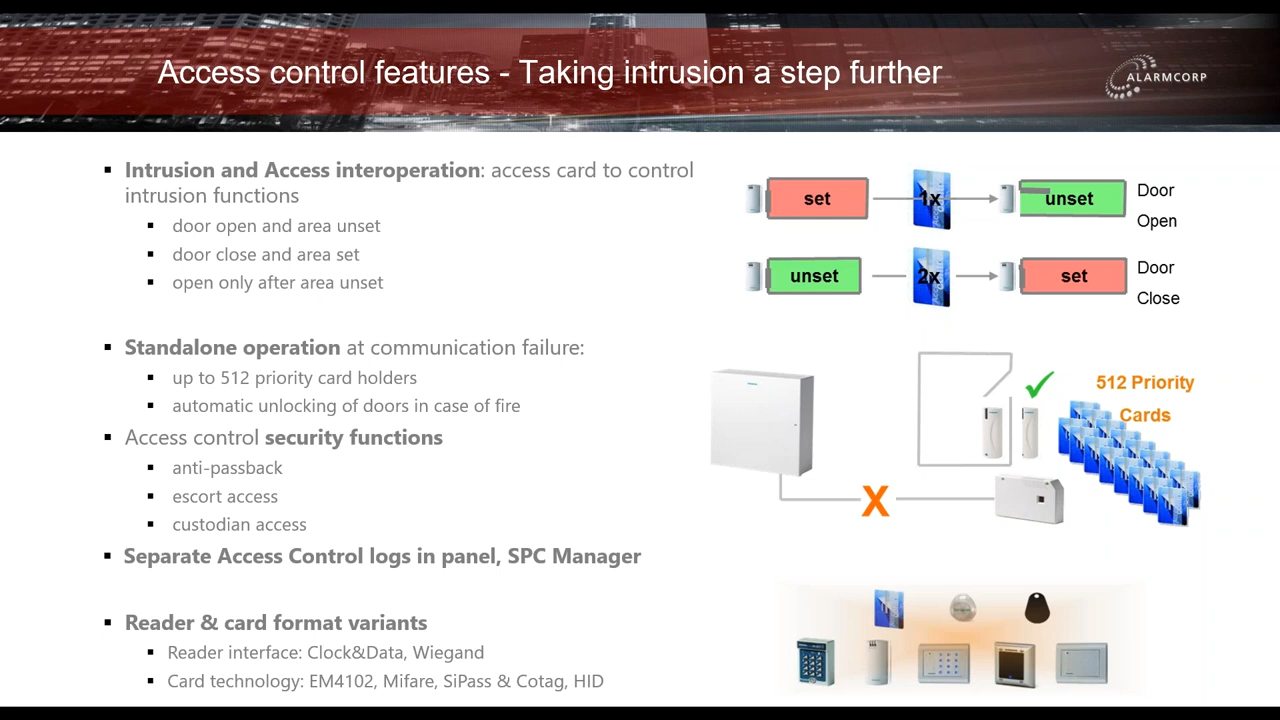 Access control features - Taking intrusion a step further
ALARMCORP
▪ Intrusion and Access interoperation: access card to control
intrusion functions
▪ door open and area unset
▪ door close and area set
▪ open only after area unset
set
1x
unset
Door
Open
unset
2x
set
Door
Close
▪ Standalone operation at communication failure:
▪ up to 512 priority card holders
▪ automatic unlocking of doors in case of fire
512 Priority
Cards
X
▪ Access control security functions
▪ anti-passback
▪ escort access
▪ custodian access
▪ Separate Access Control logs in panel, SPC Manager
▪ Reader & card format variants
▪ Reader interface: Clock&Data, Wiegand
▪ Card technology: EM4102, Mifare, SiPass & Cotag, HID